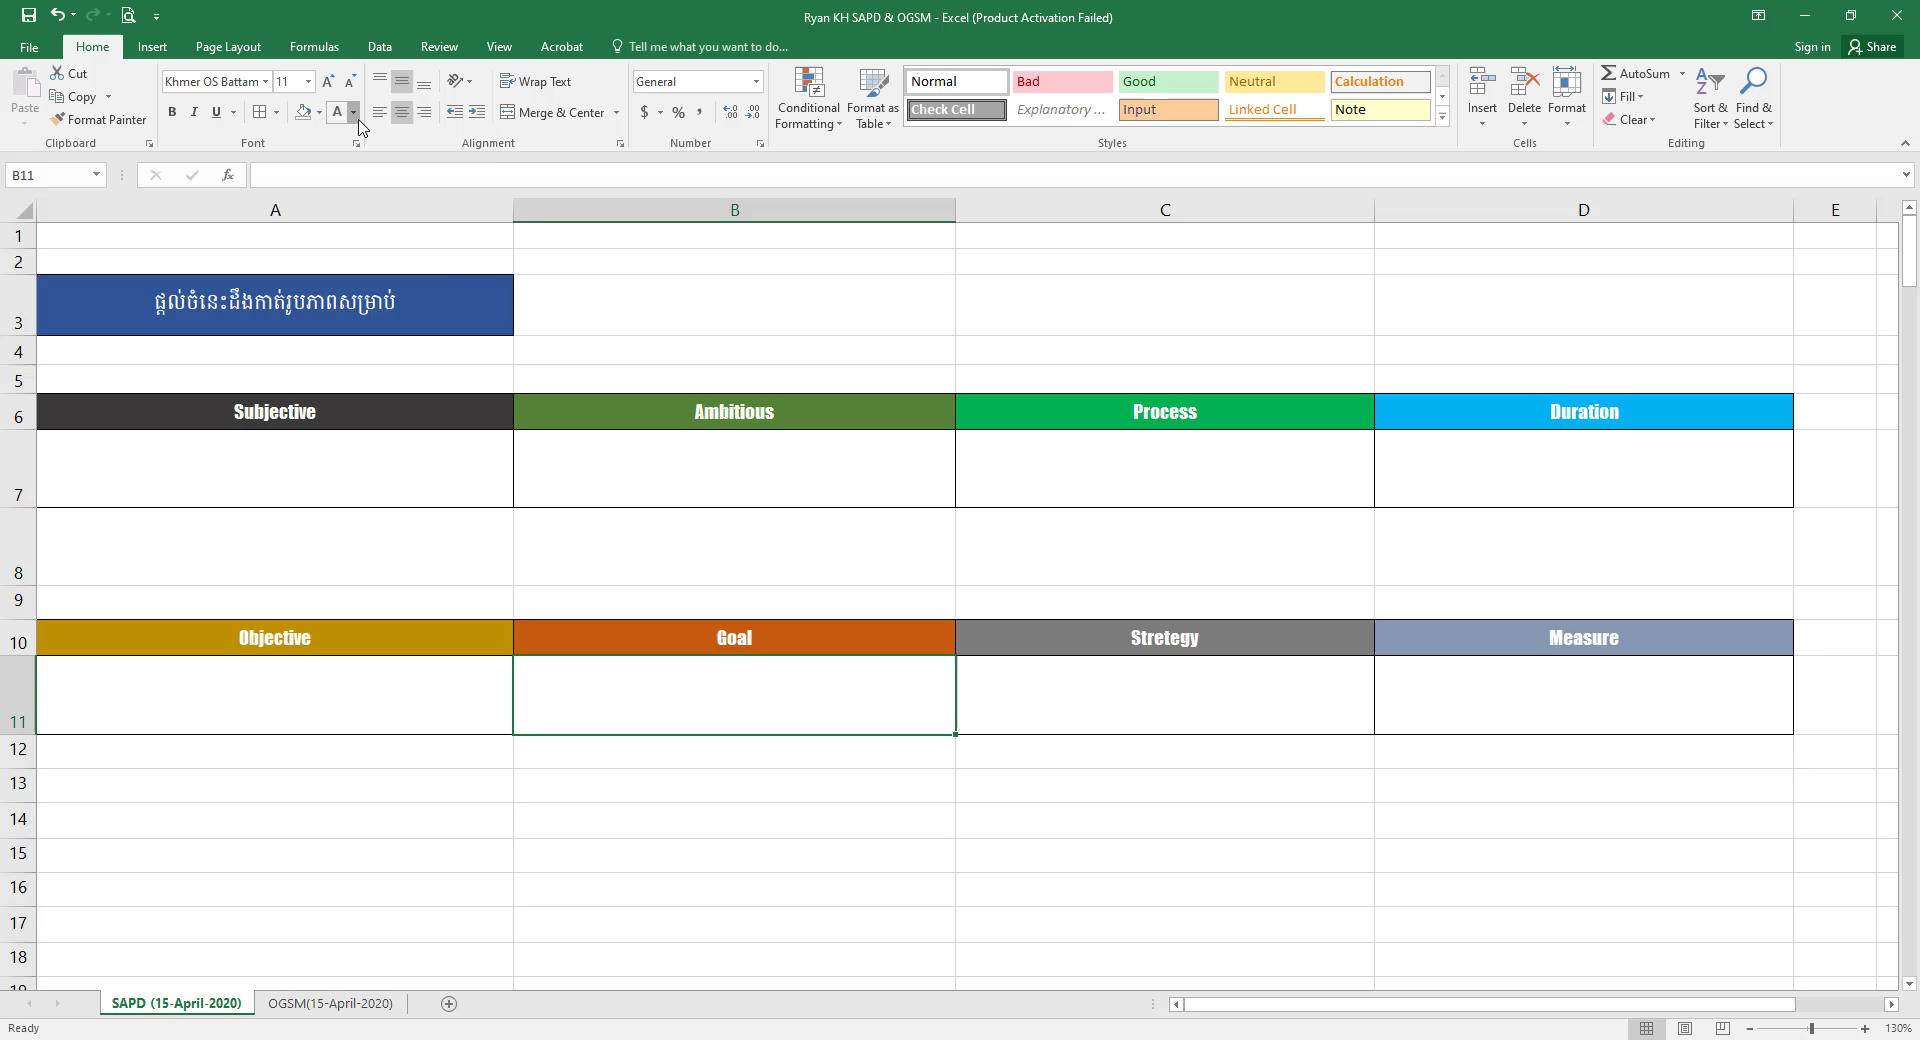 Ryan KH SAPD & OGSM - Excel (Product Activation Failed)
File Home Insert Page Layout Formulas Data Review View Acrobat Tell me what you want to do... Sign in Share
Paste Cut Copy Format Painter Clipboard
Khmer OS Battam 11 B I U A Font
Wrap Text Merge & Center Alignment
General $ % , Number
Conditional Formatting Format as Table
Normal Bad Good Neutral Calculation
Check Cell Explanatory ... Input Linked Cell Note
Styles
Insert Delete Format Cells
AutoSum Fill Clear Sort & Filter Find & Select Editing
B11 fx
A B C D E
1
2
3 ផ្តល់ចំនេះដឹងកាត់រូបភាពសម្រាប់
4
5
6 Subjective Ambitious Process Duration
7
8
9
10 Objective Goal Stretegy Measure
11
12
13
14
15
16
17
18
19
SAPD (15-April-2020) OGSM(15-April-2020)
Ready 130%